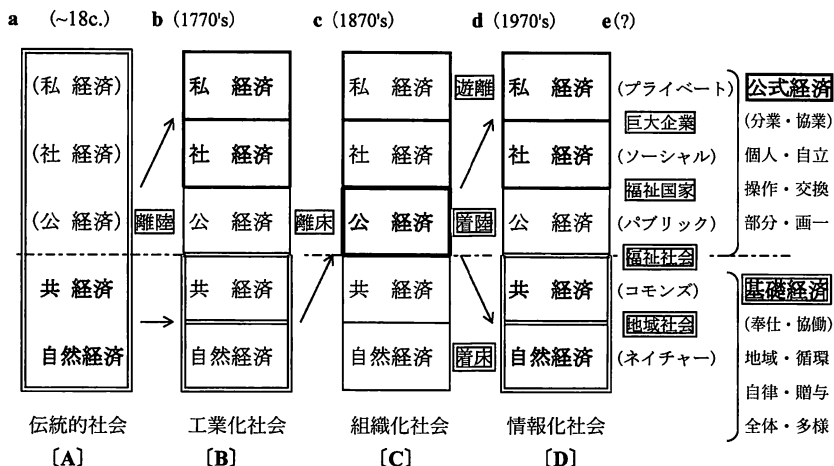 a (~18c.) b (1770's) c (1870's) d (1970's) e(?)
(私 経済) 私 経済 私 経済 遊離 私 経済 (プライベート) 公式経済
巨大企業 (分業・協業)
(社 経済) 社 経済 社 経済 社 経済 (ソーシャル) 個人・自立
福祉国家 操作・交換
(公 経済) 離陸 公 経済 離床 公 経済 着陸 公 経済 (パブリック) 部分・画一
福祉社会
共 経済 共 経済 共 経済 共 経済 (コモンズ) 基礎経済
地域社会 (奉仕・協働)
自然経済 自然経済 自然経済 着床 自然経済 (ネイチャー) 地域・循環
自律・贈与
伝統的社会 工業化社会 組織化社会 情報化社会 全体・多様
[A] [B] [C] [D]